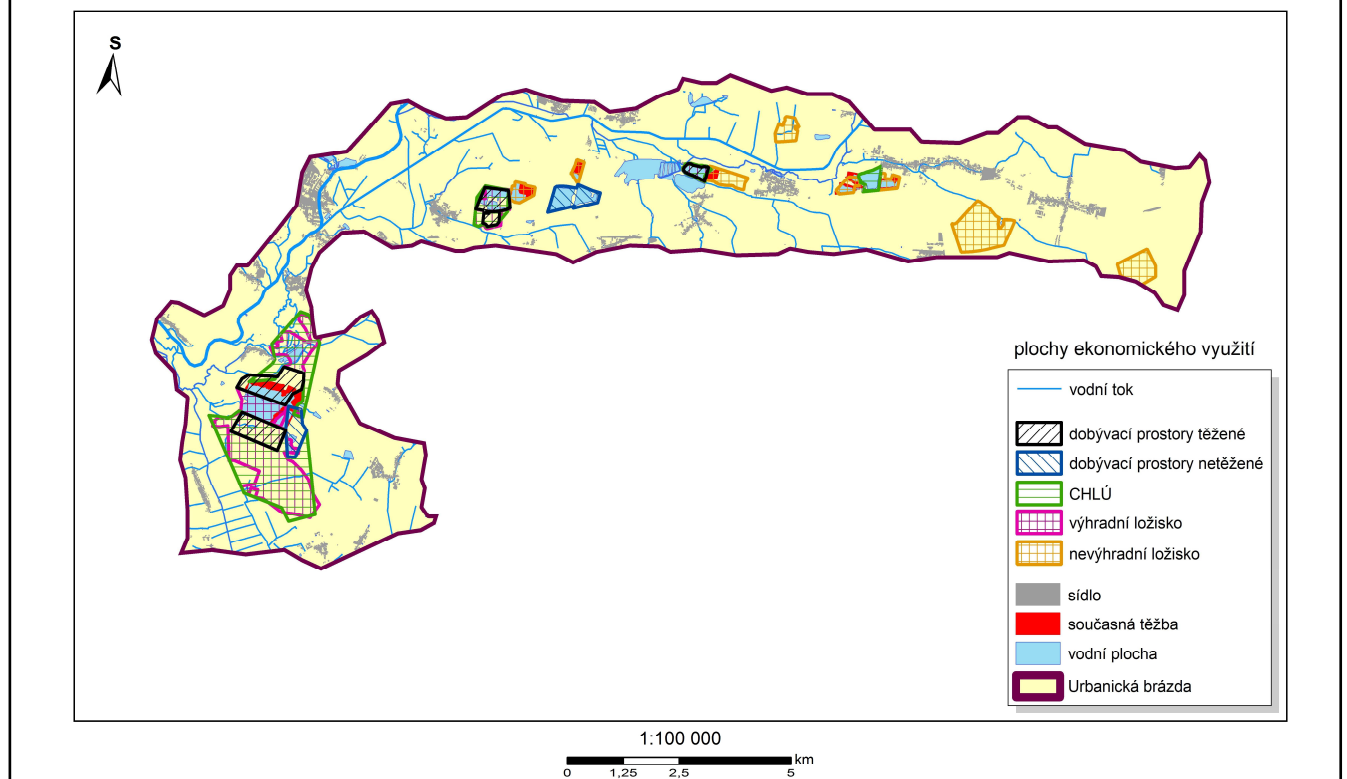 S
plochy ekonomického využití
vodní tok
dobývací prostory těžené
dobývací prostory netěžené
CHLÚ
výhradní ložisko
nevýhradní ložisko
sídlo
současná těžba
vodní plocha
Urbanická brázda
1:100 000
km
0 1,25 2,5 5